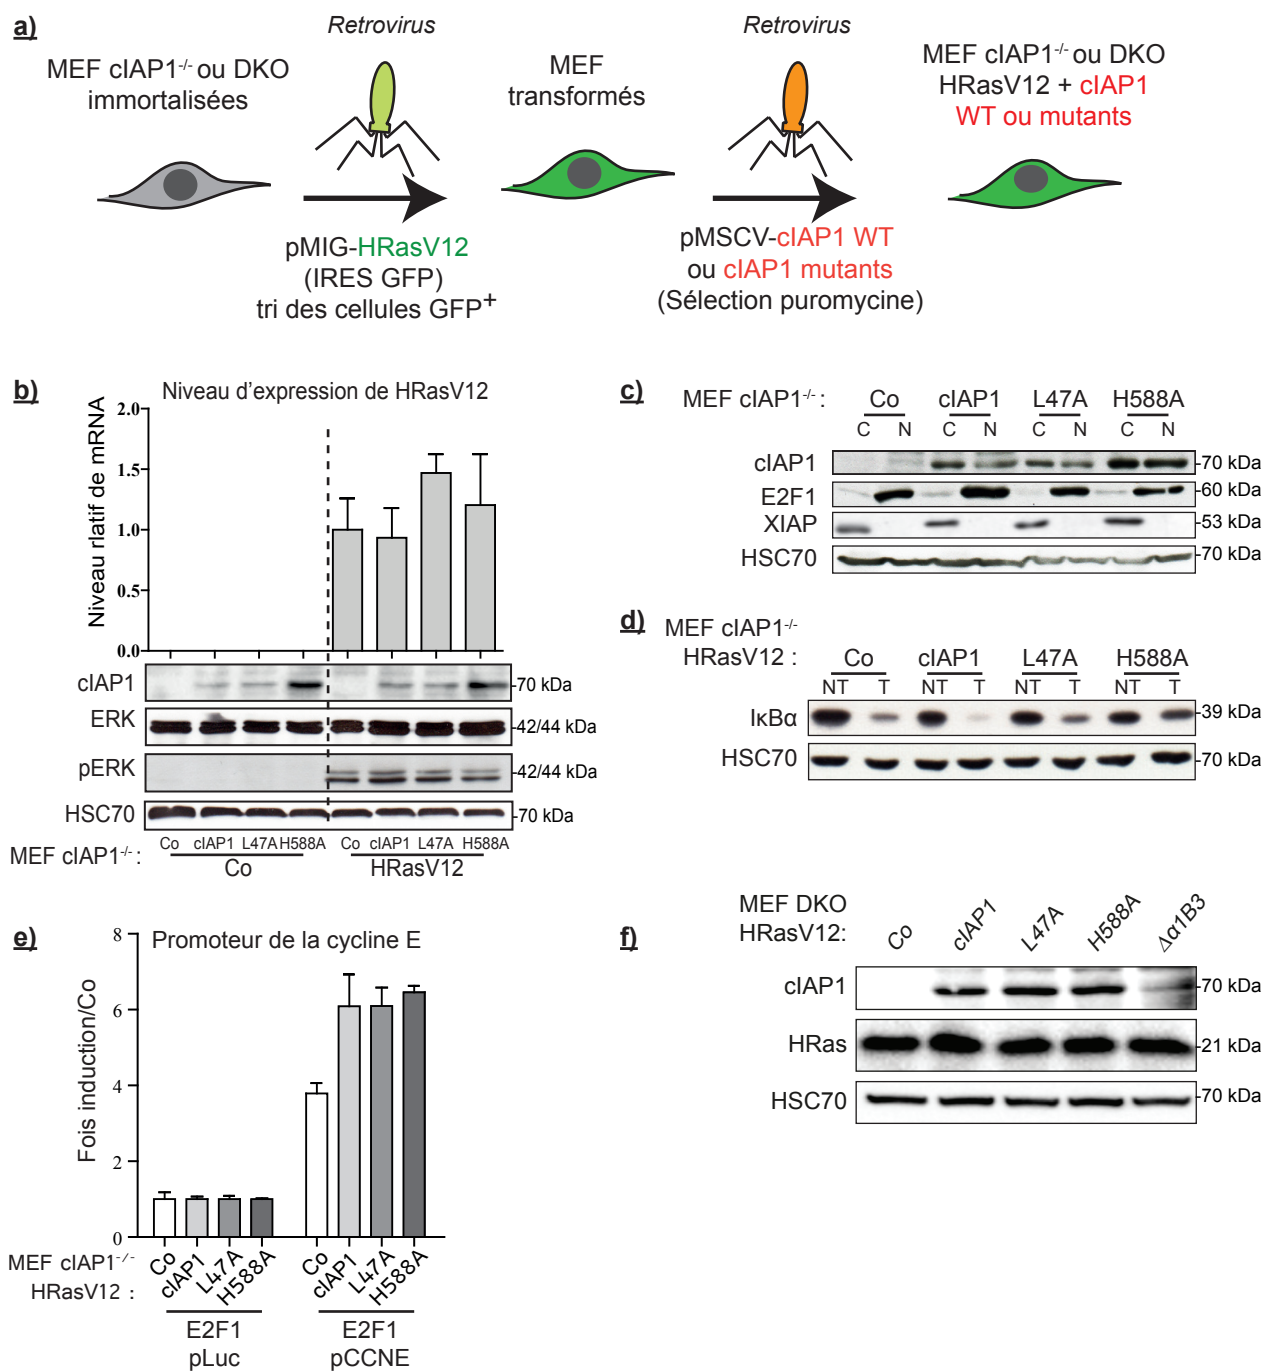 a)
Retrovirus
Retrovirus
MEF cIAP1-/- ou DKO
immortalisées
MEF
transformés
MEF cIAP1-/- ou DKO
HRasV12 + cIAP1
WT ou mutants
pMIG-HRasV12
(IRES GFP)
tri des cellules GFP+
pMSCV-cIAP1 WT
ou cIAP1 mutants
(Sélection puromycine)
b)
Niveau d'expression de HRasV12
Niveau rlatif de mRNA
2.0
1.5
1.0
0.5
0.0
cIAP1
-70 kDa
ERK
-42/44 kDa
pERK
-42/44 kDa
HSC70
-70 kDa
MEF cIAP1-/- :
Co cIAP1 L47A H588A
Co cIAP1 L47A H588A
Co
HRasV12
c)
MEF cIAP1-/- :
Co cIAP1 L47A H588A
C N C N C N C N
cIAP1
-70 kDa
E2F1
-60 kDa
XIAP
-53 kDa
HSC70
-70 kDa
d)
MEF cIAP1-/-
HRasV12 :
Co cIAP1 L47A H588A
NT T NT T NT T NT T
IκBα
-39 kDa
HSC70
-70 kDa
e)
Promoteur de la cycline E
Fois induction/Co
8
6
4
2
0
MEF cIAP1-/-
HRasV12 :
Co cIAP1 L47A H588A
Co cIAP1 L47A H588A
E2F1
pLuc
E2F1
pCCNE
f)
MEF DKO
HRasV12:
Co cIAP1 L47A H588A Δα1B3
cIAP1
-70 kDa
HRas
-21 kDa
HSC70
-70 kDa